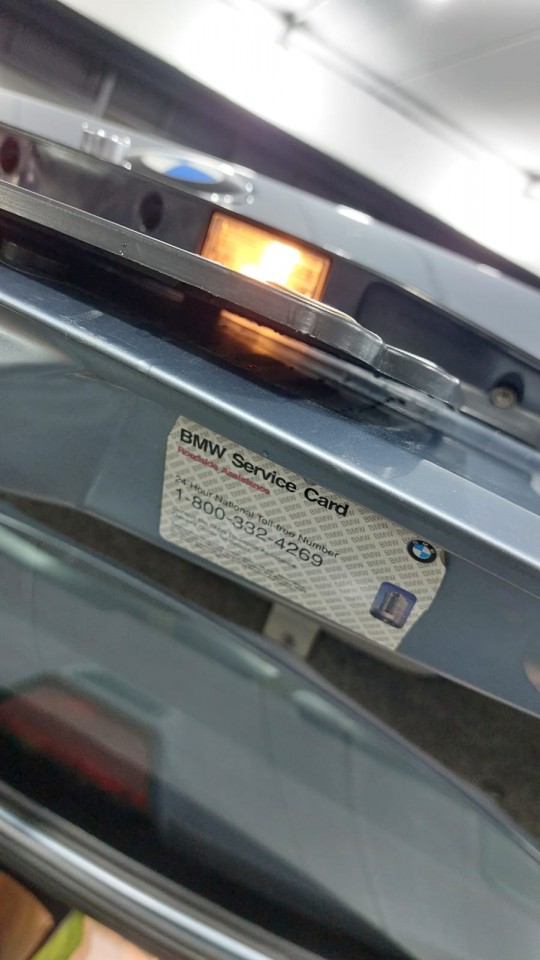 BMW Service Card
Roadside Assistance
24 Hour National Toll-free Number
1-800-332-4269